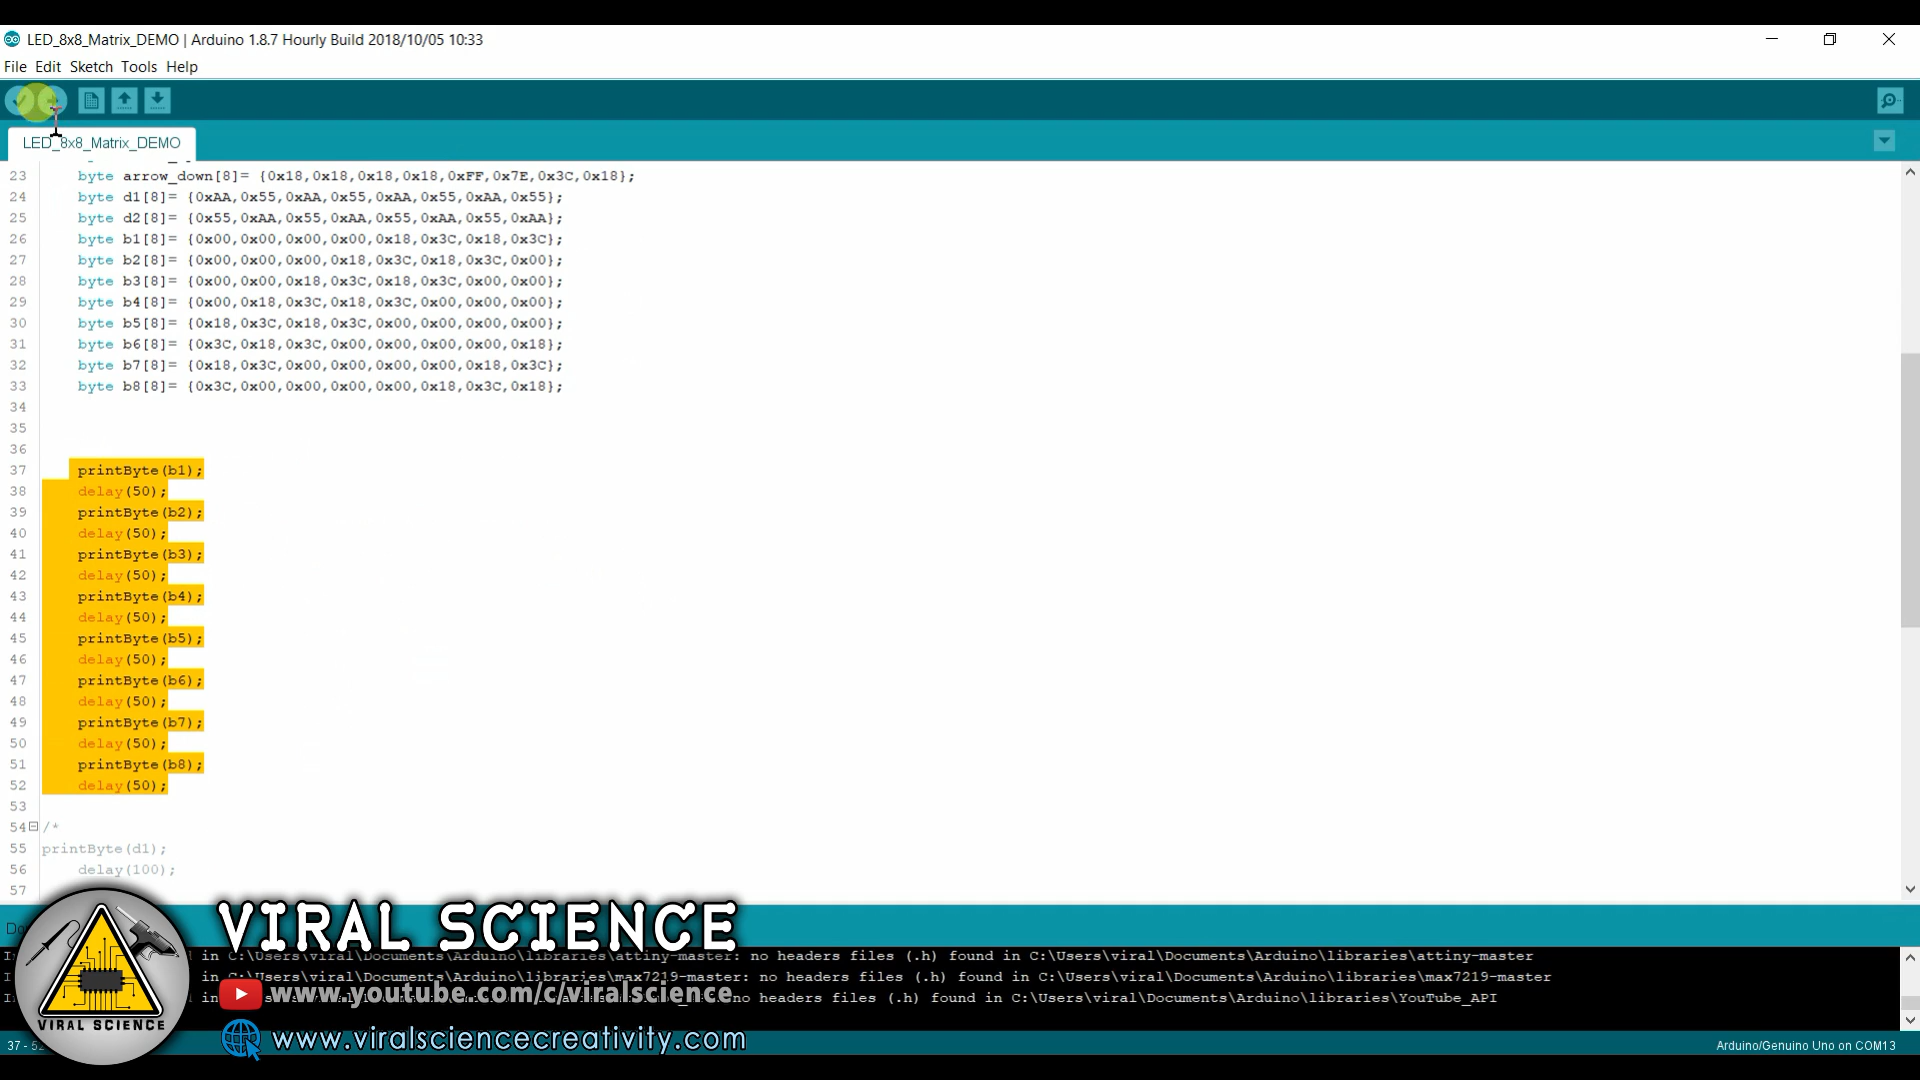 LED_8x8_Matrix_DEMO | Arduino 1.8.7 Hourly Build 2018/10/05 10:33
File Edit Sketch Tools Help
LED_8x8_Matrix_DEMO
23 byte arrow_down[8]= {0x18,0x18,0x18,0x18,0xFF,0x7E,0x3C,0x18};
24 byte d1[8]= {0xAA,0x55,0xAA,0x55,0xAA,0x55,0xAA,0x55};
25 byte d2[8]= {0x55,0xAA,0x55,0xAA,0x55,0xAA,0x55,0xAA};
26 byte b1[8]= {0x00,0x00,0x00,0x00,0x18,0x3C,0x18,0x3C};
27 byte b2[8]= {0x00,0x00,0x00,0x18,0x3C,0x18,0x3C,0x00};
28 byte b3[8]= {0x00,0x00,0x18,0x3C,0x18,0x3C,0x00,0x00};
29 byte b4[8]= {0x00,0x18,0x3C,0x18,0x3C,0x00,0x00,0x00};
30 byte b5[8]= {0x18,0x3C,0x18,0x3C,0x00,0x00,0x00,0x00};
31 byte b6[8]= {0x3C,0x18,0x3C,0x00,0x00,0x00,0x00,0x18};
32 byte b7[8]= {0x18,0x3C,0x00,0x00,0x00,0x00,0x18,0x3C};
33 byte b8[8]= {0x3C,0x00,0x00,0x00,0x00,0x18,0x3C,0x18};
34
35
36
37 printByte(b1);
38 delay(50);
39 printByte(b2);
40 delay(50);
41 printByte(b3);
42 delay(50);
43 printByte(b4);
44 delay(50);
45 printByte(b5);
46 delay(50);
47 printByte(b6);
48 delay(50);
49 printByte(b7);
50 delay(50);
51 printByte(b8);
52 delay(50);
53
54 /*
55 printByte(d1);
56 delay(100);
57
VIRAL SCIENCE
in C:\Users\viral\Documents\Arduino\libraries\attiny-master: no headers files (.h) found in C:\Users\viral\Documents\Arduino\libraries\attiny-master
in C:\Users\viral\Documents\Arduino\libraries\max7219-master: no headers files (.h) found in C:\Users\viral\Documents\Arduino\libraries\max7219-master
www.youtube.com/c/viralscience
no headers files (.h) found in C:\Users\viral\Documents\Arduino\libraries\YouTube_API
VIRAL SCIENCE
www.viralsciencecreativity.com
37 - 
Arduino/Genuino Uno on COM13